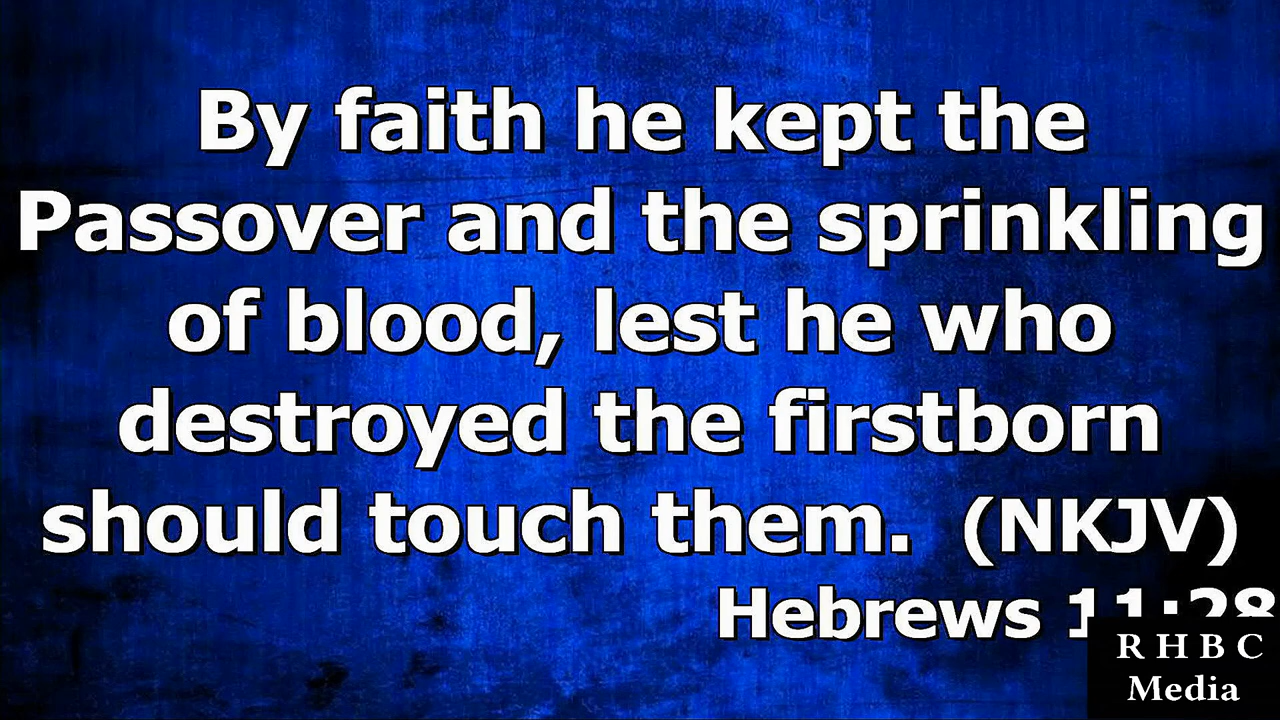 By faith he kept the
Passover and the sprinkling
of blood, lest he who
destroyed the firstborn
should touch them. (NKJV)
Hebrews 11:28
R H B C
Media